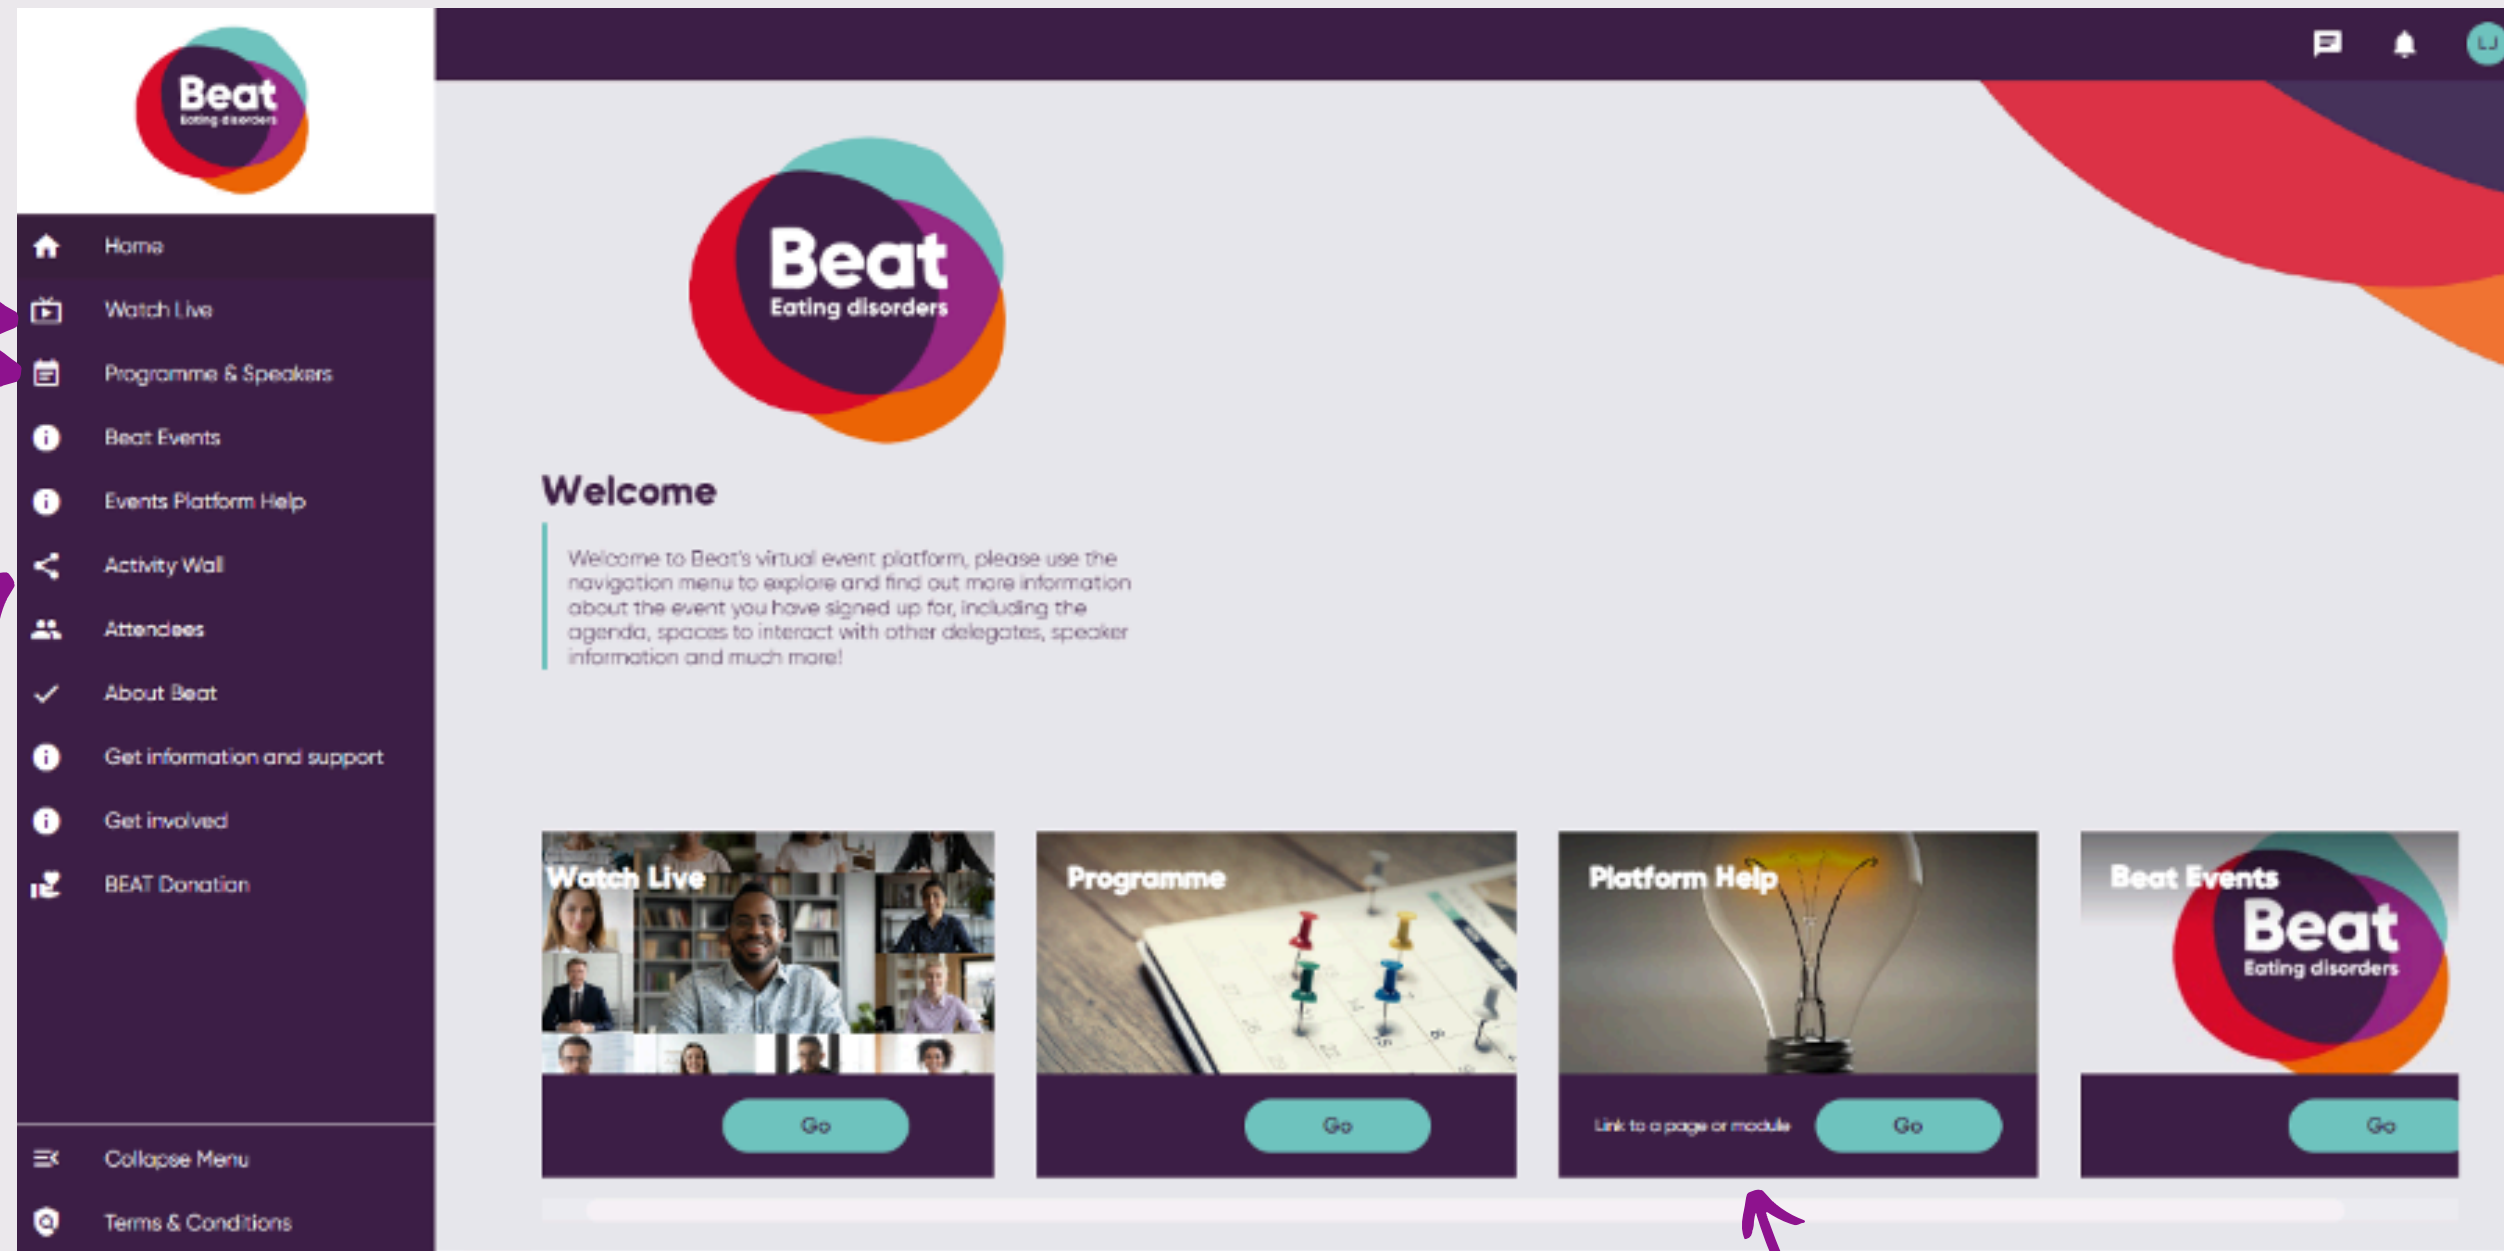 Beat
Eating disorders
LJ
Home
Watch Live
Programme & Speakers
Beat Events
Events Platform Help
Activity Wall
Attendees
About Beat
Get information and support
Get involved
BEAT Donation
Collapse Menu
Terms & Conditions
Beat
Eating disorders
Welcome
Welcome to Beat's virtual event platform, please use the
navigation menu to explore and find out more information
about the event you have signed up for, including the
agenda, spaces to interact with other delegates, speaker
information and much more!
Watch Live
Go
Programme
Go
Platform Help
Link to a page or module
Go
Beat Events
Beat
Eating disorders
Go